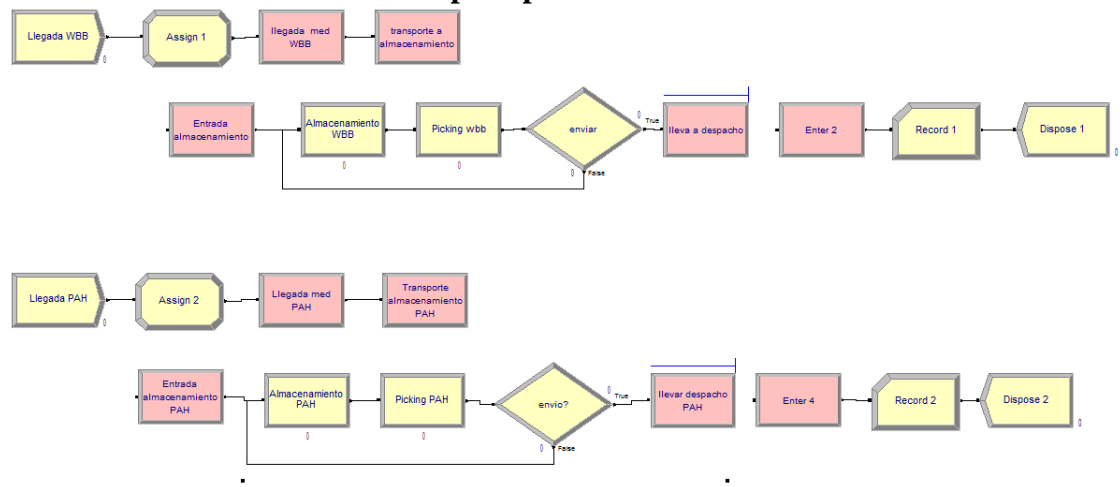 Llegada WBB
0
Assign 1
llegada med
WBB
transporte a
almacenamiento
Entrada
almacenamiento
Almacenamiento
WBB
0
Picking wbb
0
enviar
0
True
0
False
lleva a despacho
Enter 2
Record 1
Dispose 1
0
Llegada PAH
0
Assign 2
Llegada med
PAH
Transporte
almacenamiento
PAH
Entrada
almacenamiento
PAH
Almacenamiento
PAH
0
Picking PAH
0
envio?
0
True
0
False
llevar despacho
PAH
Enter 4
Record 2
Dispose 2
0